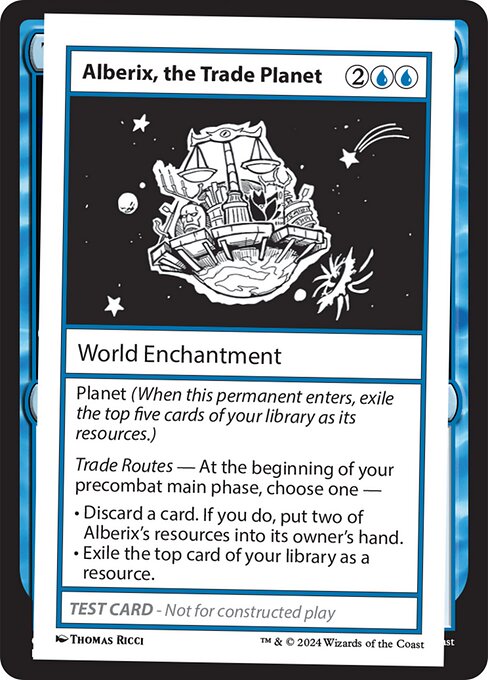 Alberix, the Trade Planet 2
World Enchantment
Planet (When this permanent enters, exile
the top five cards of your library as its
resources.)
Trade Routes — At the beginning of your
precombat main phase, choose one —
• Discard a card. If you do, put two of
Alberix's resources into its owner's hand.
• Exile the top card of your library as a
resource.
TEST CARD - Not for constructed play
Thomas Ricci ™ & © 2024 Wizards of the Coast